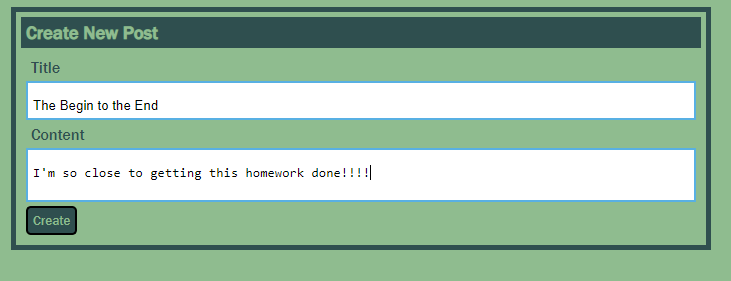 Create New Post
Title
The Begin to the End
Content
I'm so close to getting this homework done!!!!
Create